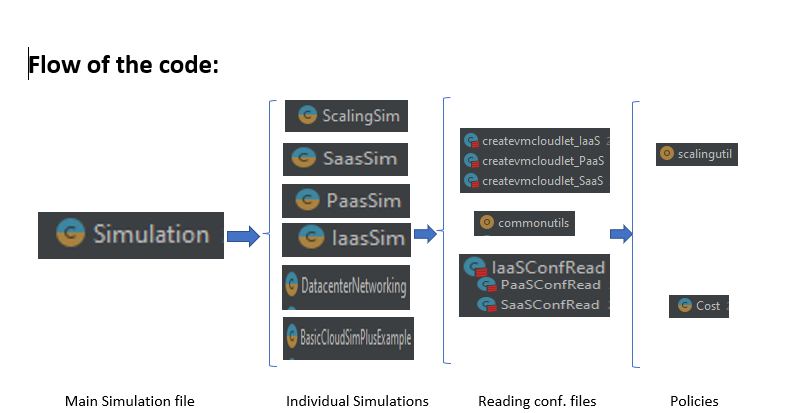 Flow of the code:
ScalingSim
SaasSim
PaasSim
IaasSim
DatacenterNetworking
BasicCloudSimPlusExample
Simulation
createvmcloudlet_IaaS
createvmcloudlet_PaaS
createvmcloudlet_SaaS
commonutils
IaaSConfRead
PaaSConfRead
SaaSConfRead
scalingutil
Cost
Main Simulation file
Individual Simulations
Reading conf. files
Policies